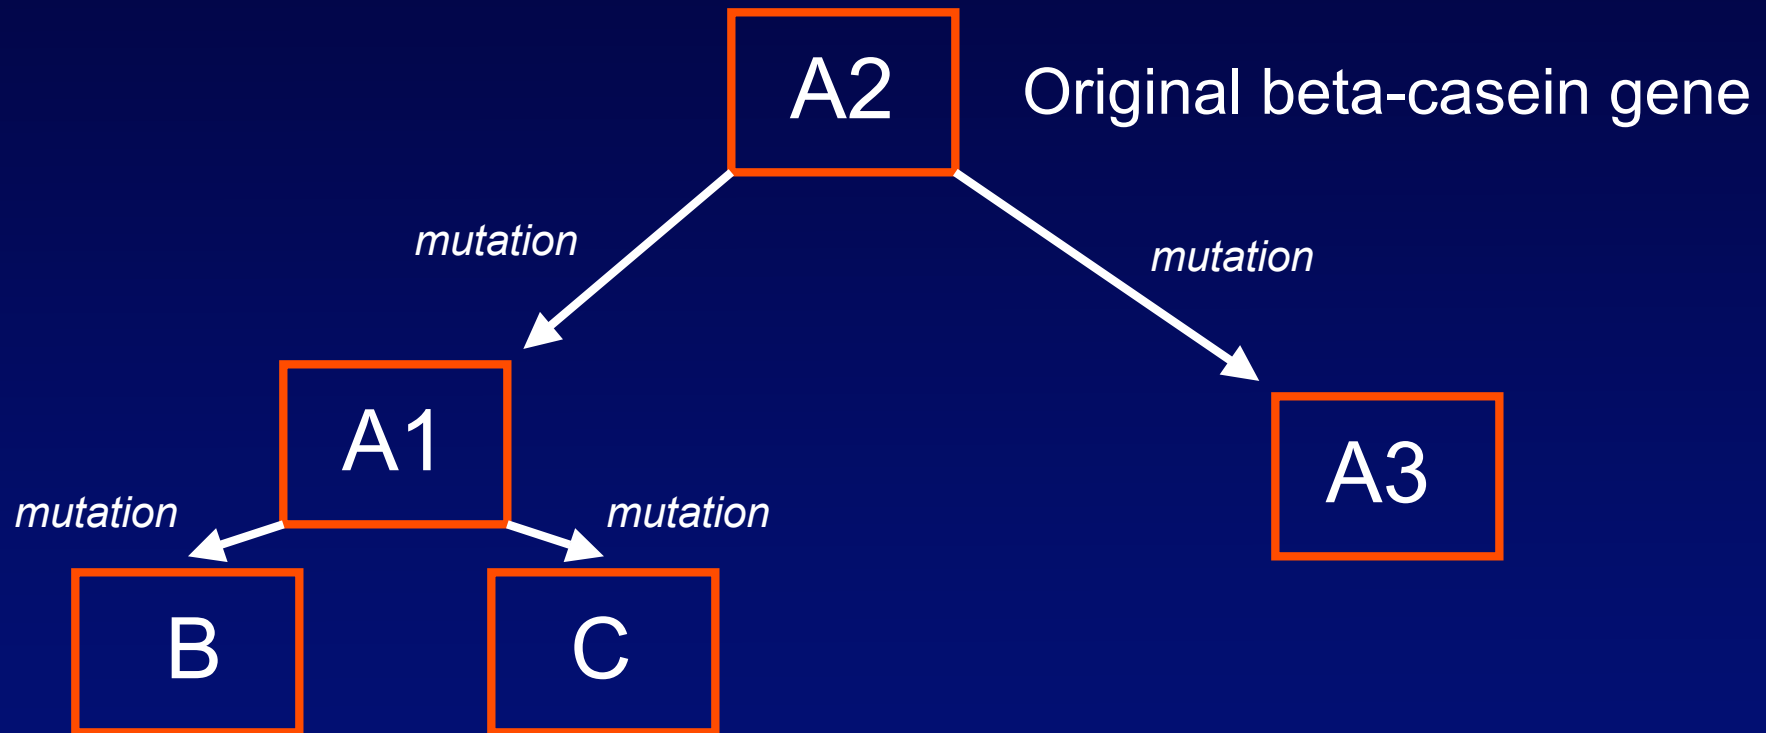 A2
Original beta-casein gene
mutation
mutation
A1
A3
mutation
mutation
B
C